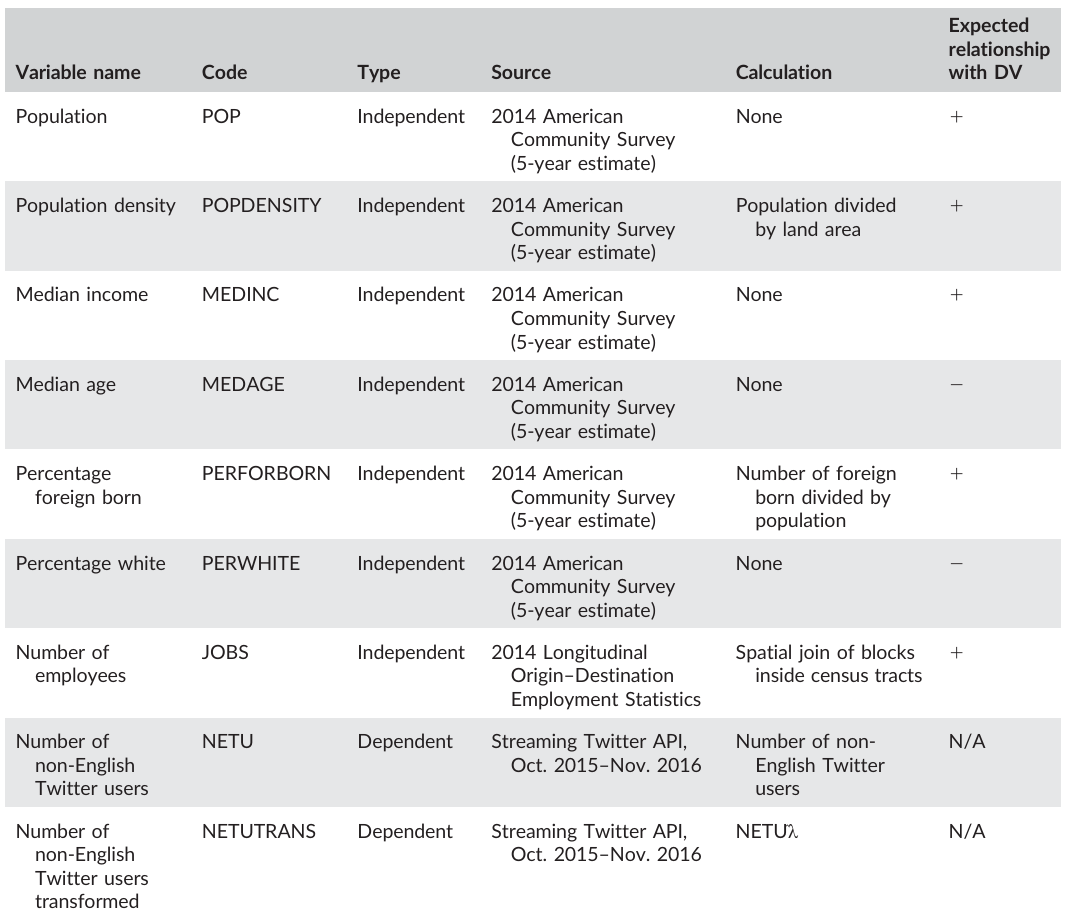 Variable name Code Type Source Calculation Expected relationship with DV
Population POP Independent 2014 American None +
Community Survey
(5-year estimate)
Population density POPDENSITY Independent 2014 American Population divided +
Community Survey by land area
(5-year estimate)
Median income MEDINC Independent 2014 American None +
Community Survey
(5-year estimate)
Median age MEDAGE Independent 2014 American None −
Community Survey
(5-year estimate)
Percentage PERFORBORN Independent 2014 American Number of foreign +
foreign born Community Survey born divided by
(5-year estimate) population
Percentage white PERWHITE Independent 2014 American None −
Community Survey
(5-year estimate)
Number of JOBS Independent 2014 Longitudinal Spatial join of blocks +
employees Origin–Destination inside census tracts
Employment Statistics
Number of NETU Dependent Streaming Twitter API, Number of non- N/A
non-English Oct. 2015–Nov. 2016 English Twitter
Twitter users users
Number of NETUTRANS Dependent Streaming Twitter API, NETUλ N/A
non-English Oct. 2015–Nov. 2016
Twitter users
transformed